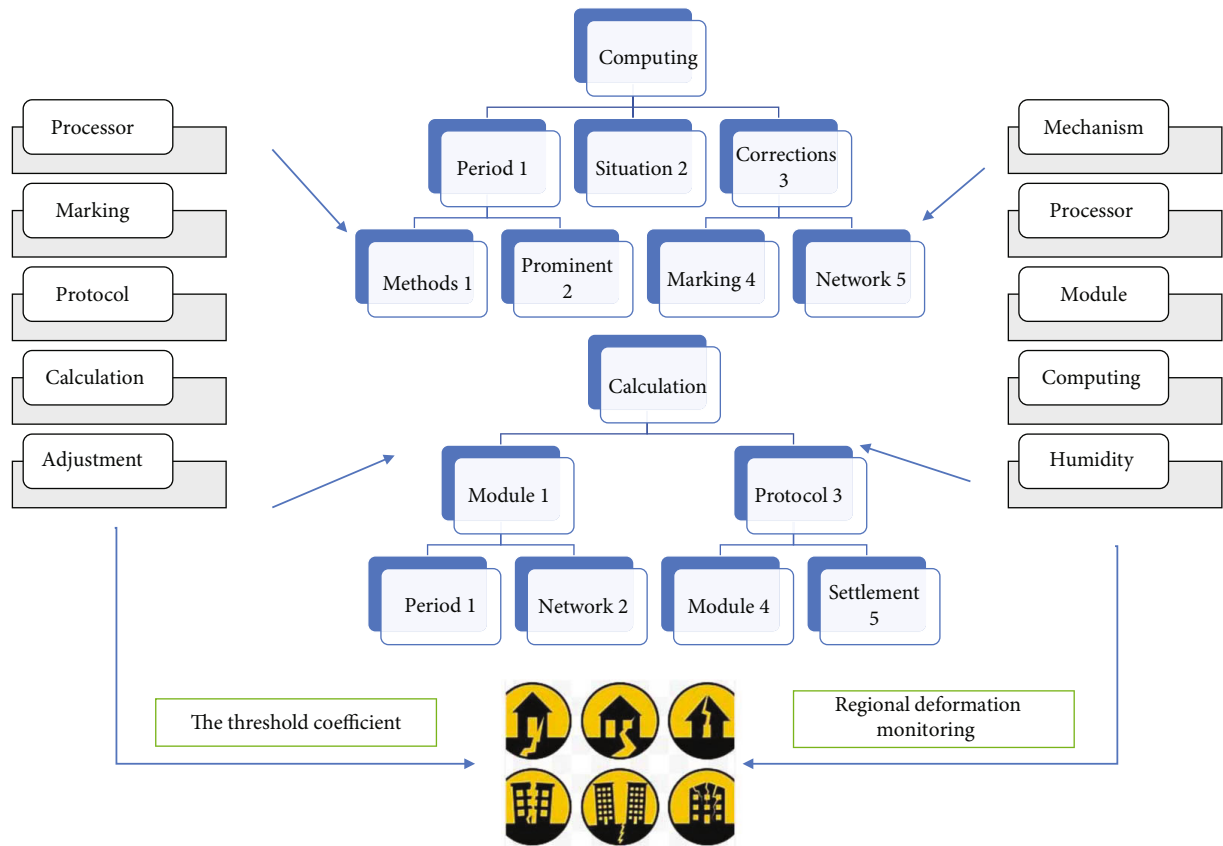 Computing
Processor
Marking
Protocol
Calculation
Adjustment
Period 1
Situation 2
Corrections
3
Methods 1
Prominent
2
Marking 4
Network 5
Calculation
Module 1
Protocol 3
Period 1
Network 2
Module 4
Settlement
5
Mechanism
Processor
Module
Computing
Humidity
The threshold coefficient
Regional deformation
monitoring